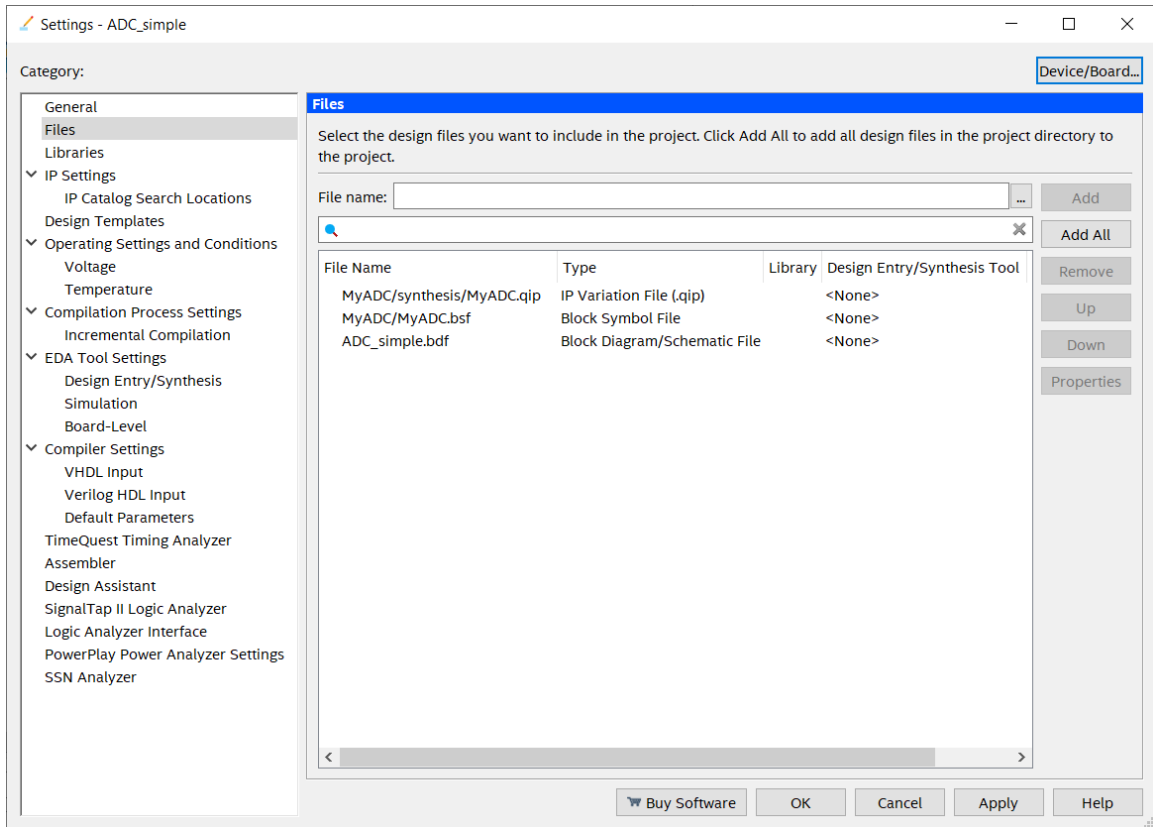 Settings - ADC_simple
Category:
Device/Board...
General
Files
Libraries
IP Settings
IP Catalog Search Locations
Design Templates
Operating Settings and Conditions
Voltage
Temperature
Compilation Process Settings
Incremental Compilation
EDA Tool Settings
Design Entry/Synthesis
Simulation
Board-Level
Compiler Settings
VHDL Input
Verilog HDL Input
Default Parameters
TimeQuest Timing Analyzer
Assembler
Design Assistant
SignalTap II Logic Analyzer
Logic Analyzer Interface
PowerPlay Power Analyzer Settings
SSN Analyzer
Files
Select the design files you want to include in the project. Click Add All to add all design files in the project directory to
the project.
File name: ... Add
Add All
File Name Type Library Design Entry/Synthesis Tool Remove
MyADC/synthesis/MyADC.qip IP Variation File (.qip) <None>
MyADC/MyADC.bsf Block Symbol File <None>
ADC_simple.bdf Block Diagram/Schematic File <None>
Up
Down
Properties
Buy Software OK Cancel Apply Help